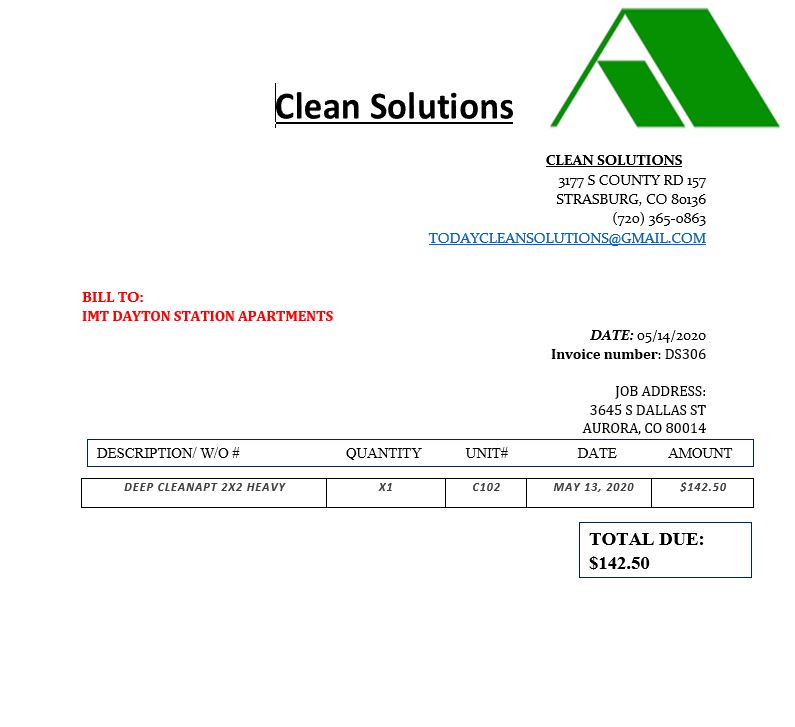 Clean Solutions
CLEAN SOLUTIONS
3177 S COUNTY RD 157
STRASBURG, CO 80136
(720) 365-0863
TODAYCLEANSOLUTIONS@GMAIL.COM
BILL TO:
IMT DAYTON STATION APARTMENTS
DATE: 05/14/2020
Invoice number: DS306
JOB ADDRESS:
3645 S DALLAS ST
AURORA, CO 80014
DESCRIPTION/ W/O # QUANTITY UNIT# DATE AMOUNT
DEEP CLEANAPT 2X2 HEAVY X1 C102 MAY 13, 2020 $142.50
TOTAL DUE:
$142.50